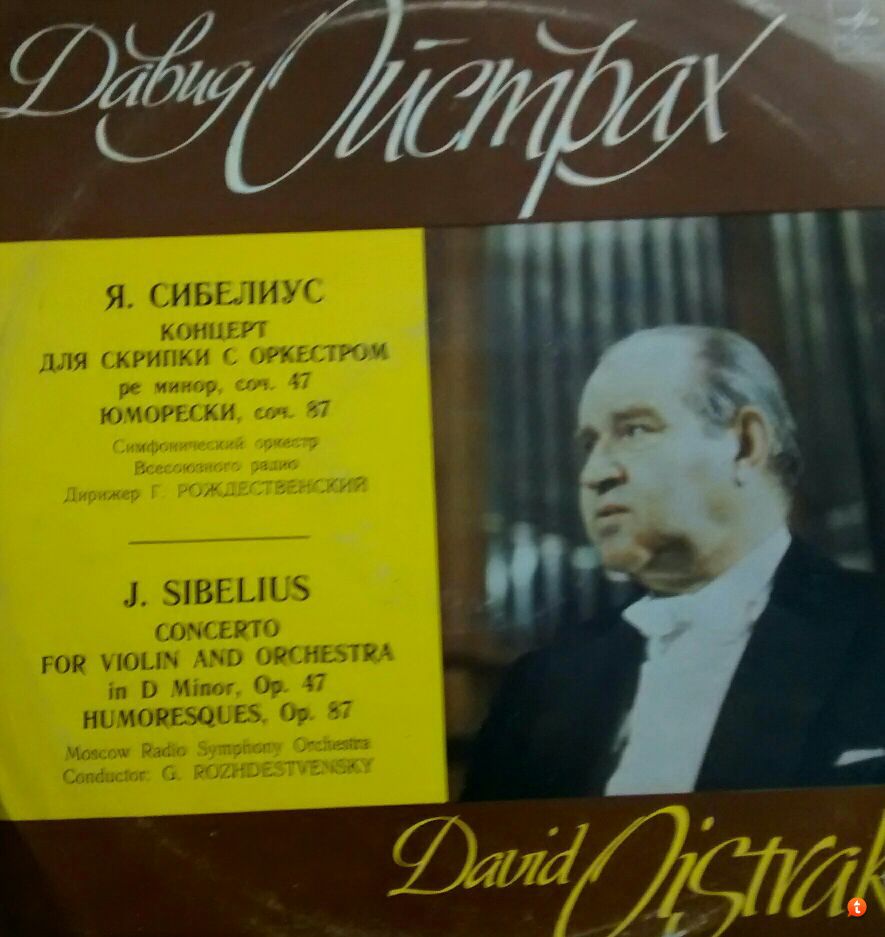 Давид Ойстрах
Я. СИБЕЛИУС
КОНЦЕРТ
ДЛЯ СКРИПКИ С ОРКЕСТРОМ
ре минор, соч. 47
ЮМОРЕСКИ, соч. 87
Симфонический оркестр
Всесоюзного радио
Дирижер Г. РОЖДЕСТВЕНСКИЙ
J. SIBELIUS
CONCERTO
FOR VIOLIN AND ORCHESTRA
in D Minor, Op. 47
HUMORESQUES, Op. 87
Moscow Radio Symphony Orchestra
Conductor: G. ROZHDESTVENSKY
David Ojstrak
t